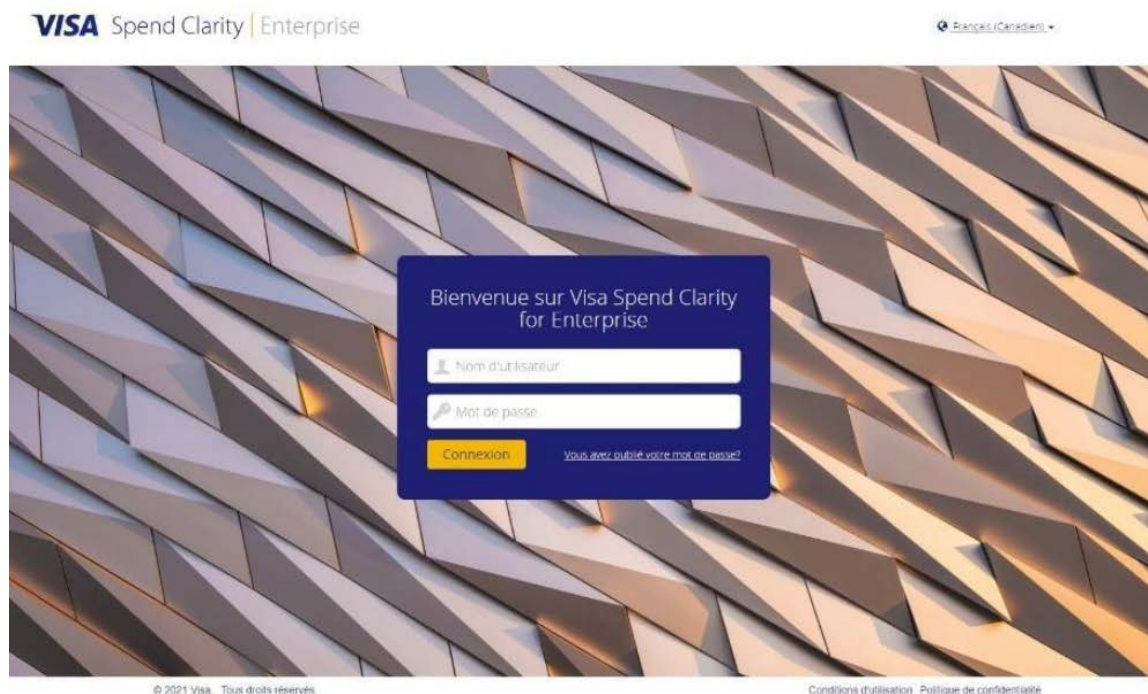 VISA Spend Clarity | Enterprise
Français (Canadien)
Bienvenue sur Visa Spend Clarity
for Enterprise
Nom d'utilisateur
Mot de passe
Connexion
Vous avez oublié votre mot de passe?
© 2021 Visa Tous droits réservés
Conditions d'utilisation Politique de confidentialité